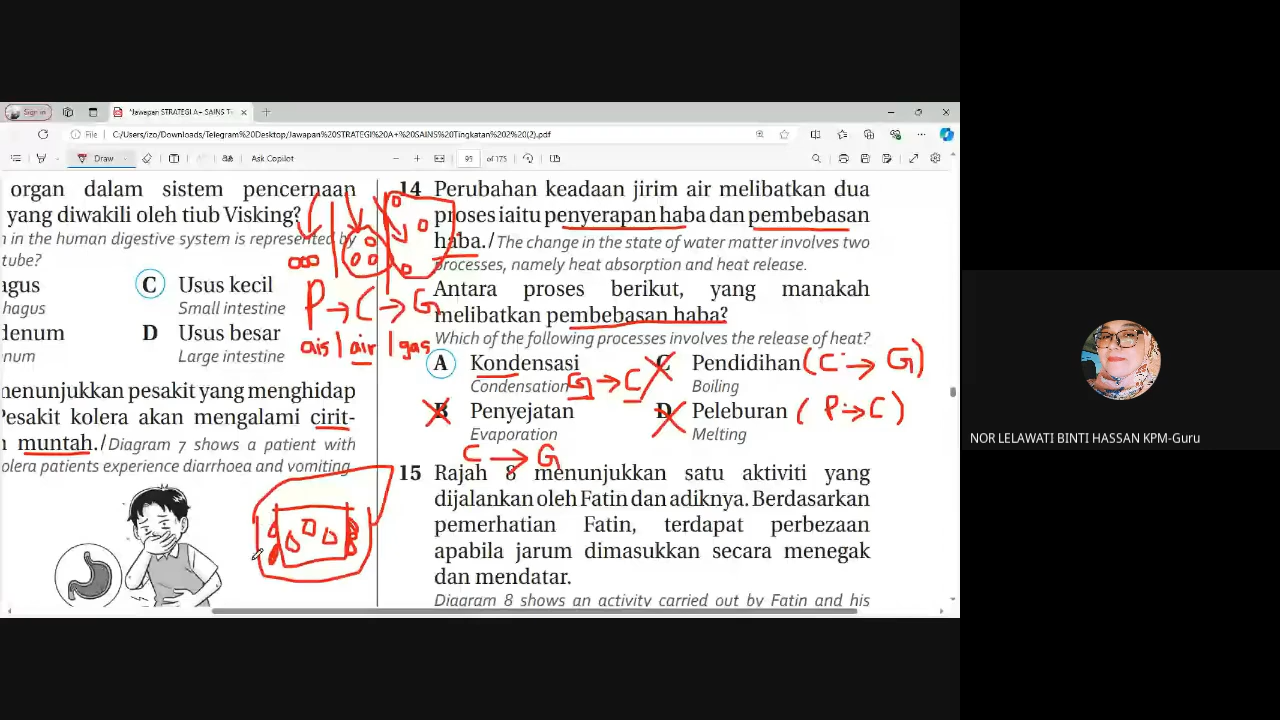 Sign in
*Jawapan STRATEGI A+ SAINS Ti
File
C:/Users/izo/Downloads/Telegram%20Desktop/Jawapan%20STRATEGI%20A+%20SAINS%20Tingkatan%202%20(2).pdf
Draw
Ask Copilot
95 of 175
organ dalam sistem pencernaan
yang diwakili oleh tiub Visking?
in the human digestive system is represented by
tube?
agus
hagus
C Usus kecil
Small intestine
denum
num
D Usus besar
Large intestine
menunjukkan pesakit yang menghidap
Pesakit kolera akan mengalami cirit-
muntah./Diagram 7 shows a patient with
olera patients experience diarrhoea and vomiting.
P → C → G
ais | air | gas
14 Perubahan keadaan jirim air melibatkan dua
proses iaitu penyerapan haba dan pembebasan
haba./The change in the state of water matter involves two
processes, namely heat absorption and heat release.
Antara proses berikut, yang manakah
melibatkan pembebasan haba?
Which of the following processes involves the release of heat?
A Kondensasi
Condensation
G → C
C Pendidihan (C → G)
Boiling
B Penyejatan
Evaporation
C → G
D Peleburan (P → C)
Melting
15 Rajah 8 menunjukkan satu aktiviti yang
dijalankan oleh Fatin dan adiknya. Berdasarkan
pemerhatian Fatin, terdapat perbezaan
apabila jarum dimasukkan secara menegak
dan mendatar.
Diagram 8 shows an activity carried out by Fatin and his
NOR LELAWATI BINTI HASSAN KPM-Guru